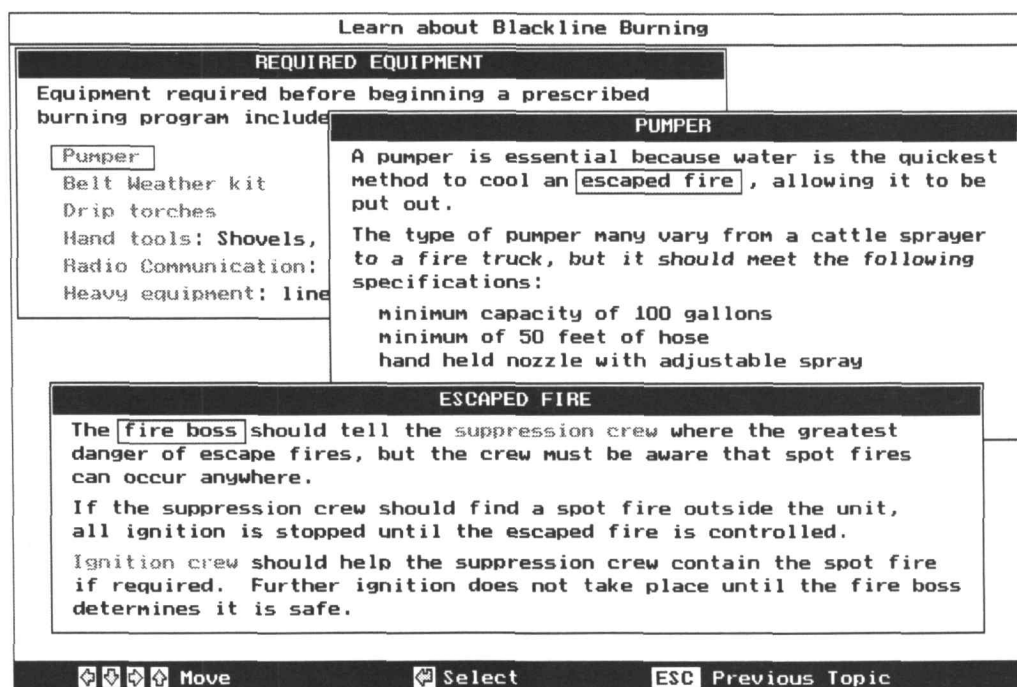 Learn about Blackline Burning
REQUIRED EQUIPMENT
Equipment required before beginning a prescribed
burning program include
Pumper
Belt Weather kit
Drip torches
Hand tools: Shovels,
Radio Communication:
Heavy equipment: line
PUMPER
A pumper is essential because water is the quickest
method to cool an escaped fire , allowing it to be
put out.
The type of pumper many vary from a cattle sprayer
to a fire truck, but it should meet the following
specifications:
minimum capacity of 100 gallons
minimum of 50 feet of hose
hand held nozzle with adjustable spray
ESCAPED FIRE
The fire boss should tell the suppression crew where the greatest
danger of escape fires, but the crew must be aware that spot fires
can occur anywhere.
If the suppression crew should find a spot fire outside the unit,
all ignition is stopped until the escaped fire is controlled.
Ignition crew should help the suppression crew contain the spot fire
if required. Further ignition does not take place until the fire boss
determines it is safe.
Move Select ESC Previous Topic